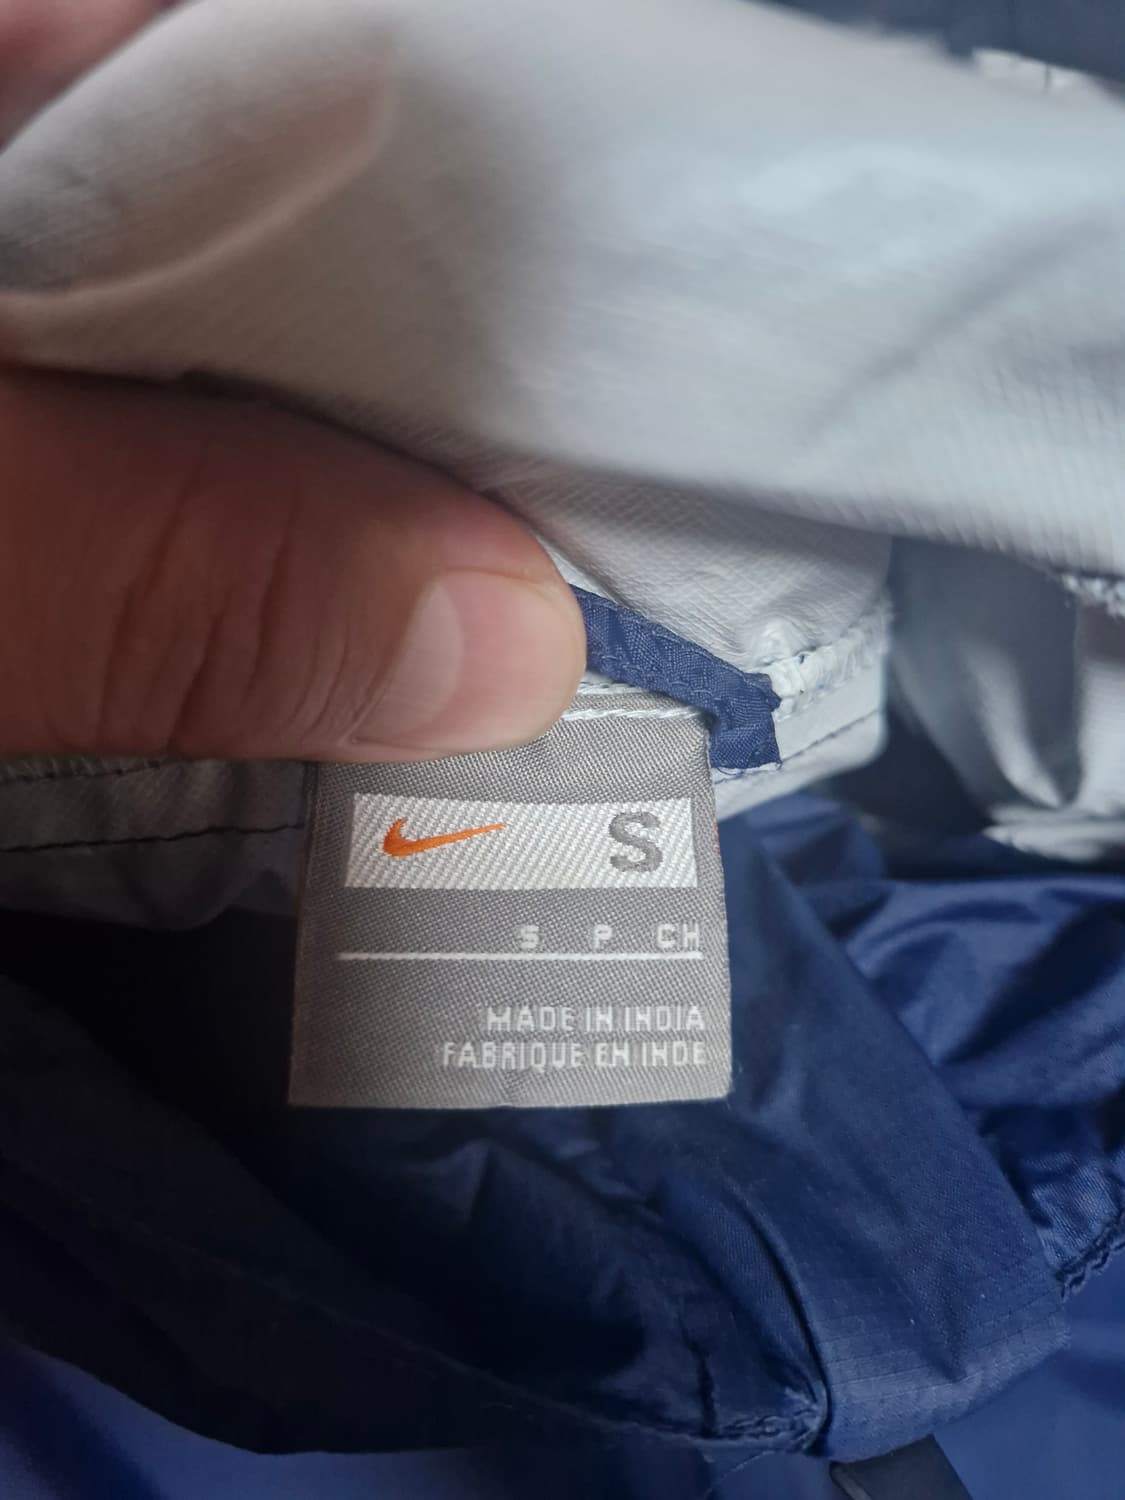 S
S P CH
MADE IN INDIA
FABRIQUE EN INDE